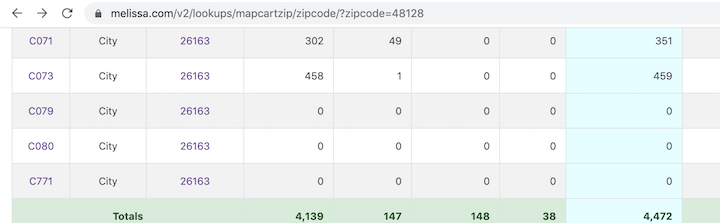 melissa.com/v2/lookups/mapcartzip/zipcode/?zipcode=48128
C071 City 26163 302 49 0 0 351
C073 City 26163 458 1 0 0 459
C079 City 26163 0 0 0 0 0
C080 City 26163 0 0 0 0 0
C771 City 26163 0 0 0 0 0
Totals 4,139 147 148 38 4,472